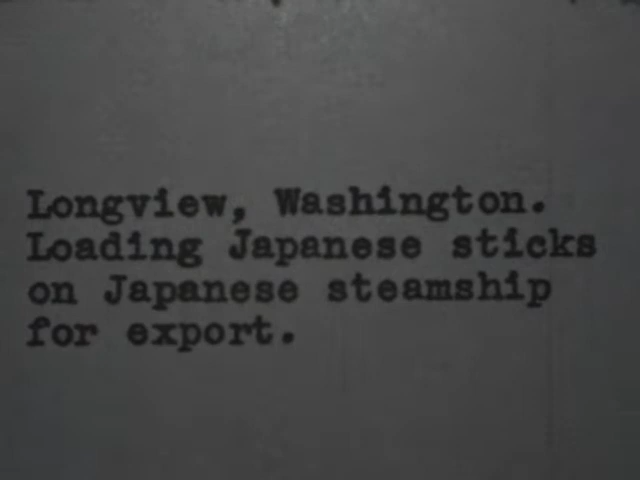 Longview, Washington.
Loading Japanese sticks
on Japanese steamship
for export.